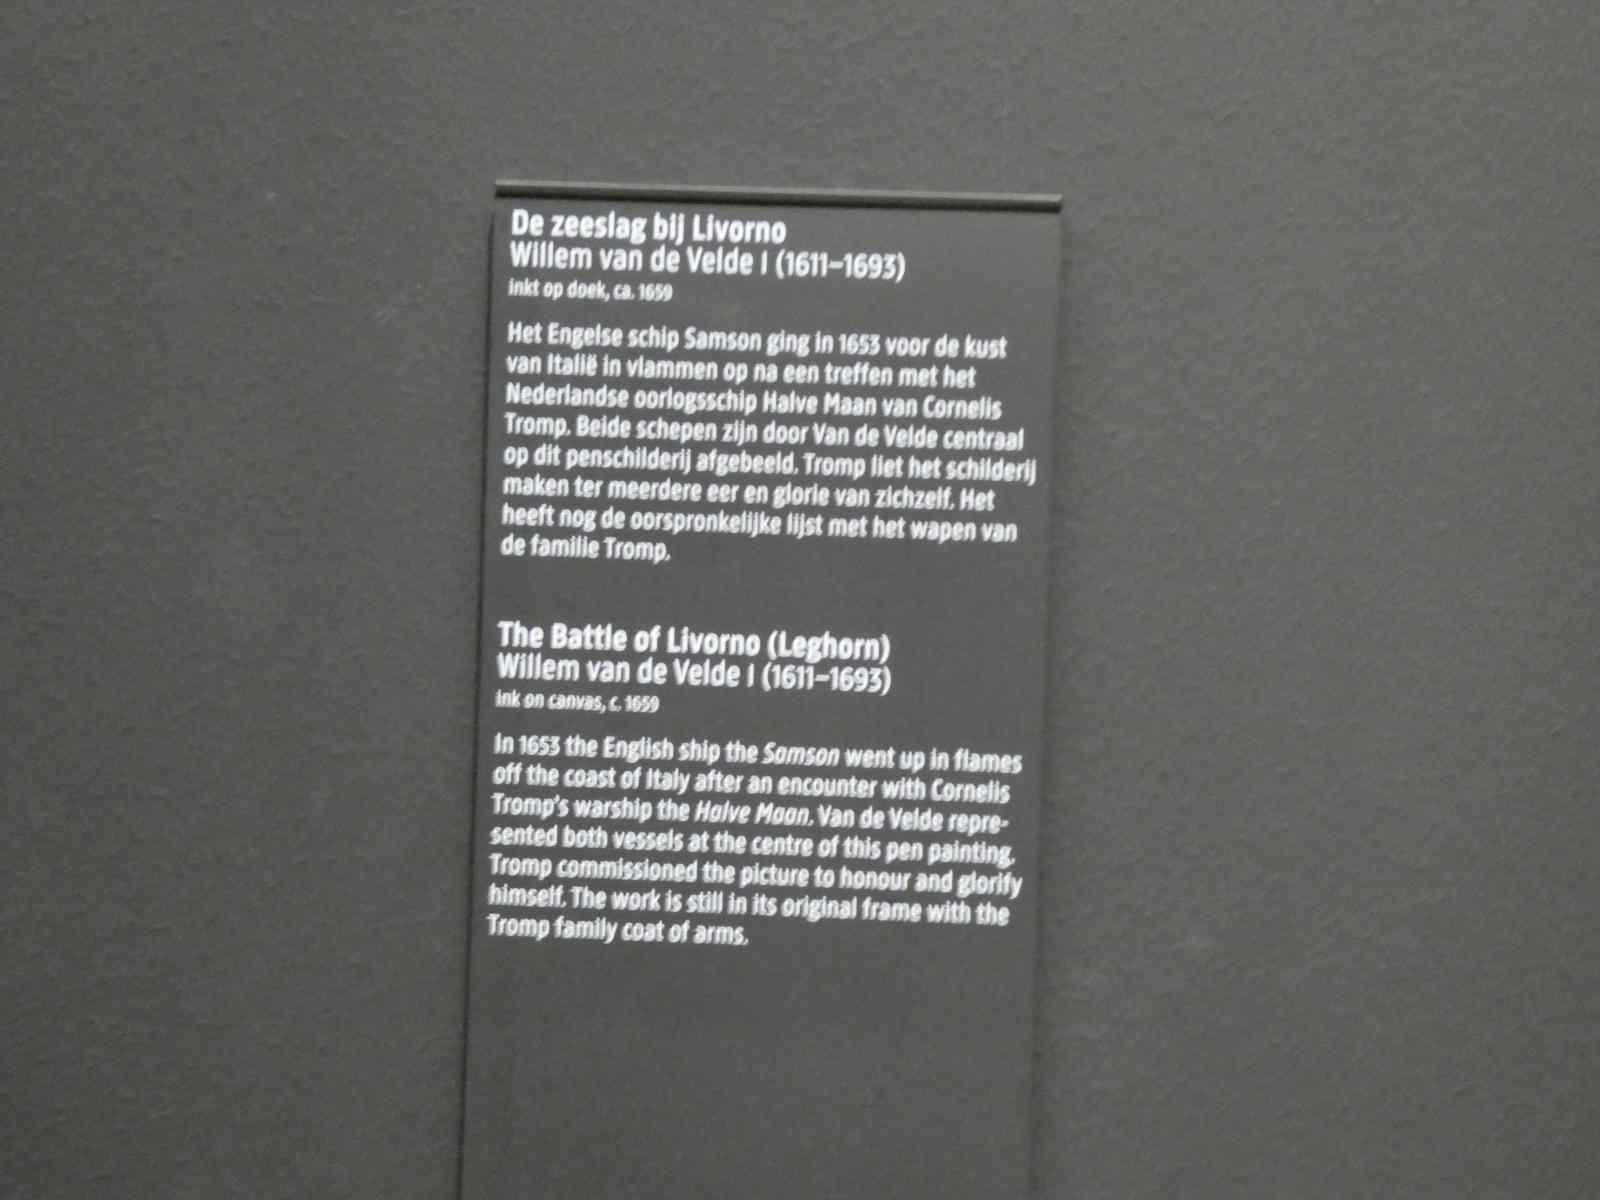 De zeeslag bij Livorno
Willem van de Velde I (1611–1693)
inkt op doek, ca. 1659
Het Engelse schip Samson ging in 1653 voor de kust
van Italië in vlammen op na een treffen met het
Nederlandse oorlogsschip Halve Maan van Cornelis
Tromp. Beide schepen zijn door Van de Velde centraal
op dit penschilderij afgebeeld. Tromp liet het schilderij
maken ter meerdere eer en glorie van zichzelf. Het
heeft nog de oorspronkelijke lijst met het wapen van
de familie Tromp.
The Battle of Livorno (Leghorn)
Willem van de Velde I (1611–1693)
ink on canvas, c. 1659
In 1653 the English ship the Samson went up in flames
off the coast of Italy after an encounter with Cornelis
Tromp's warship the Halve Maan. Van de Velde repre-
sented both vessels at the centre of this pen painting.
Tromp commissioned the picture to honour and glorify
himself. The work is still in its original frame with the
Tromp family coat of arms.